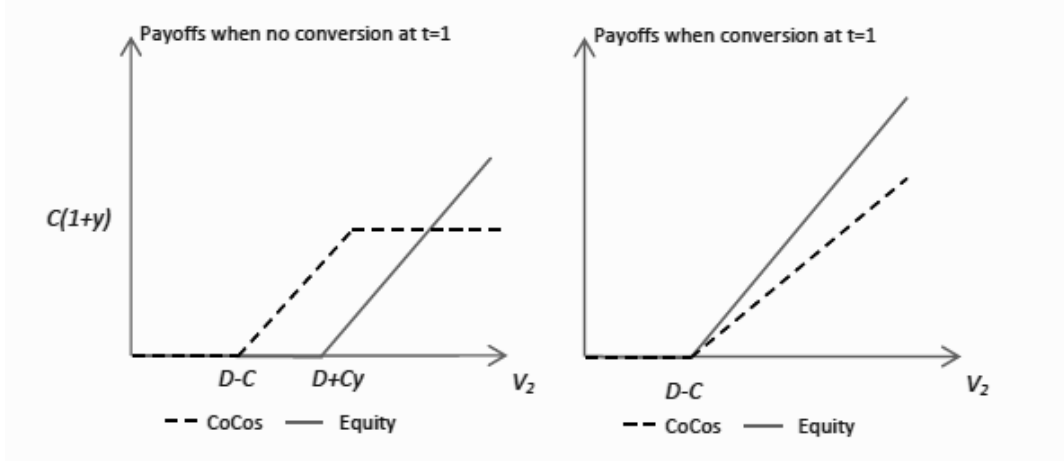 Payoffs when no conversion at t=1
C(1+y)
D-C
D+Cy
V2
CoCos
Equity
Payoffs when conversion at t=1
D-C
V2
CoCos
Equity